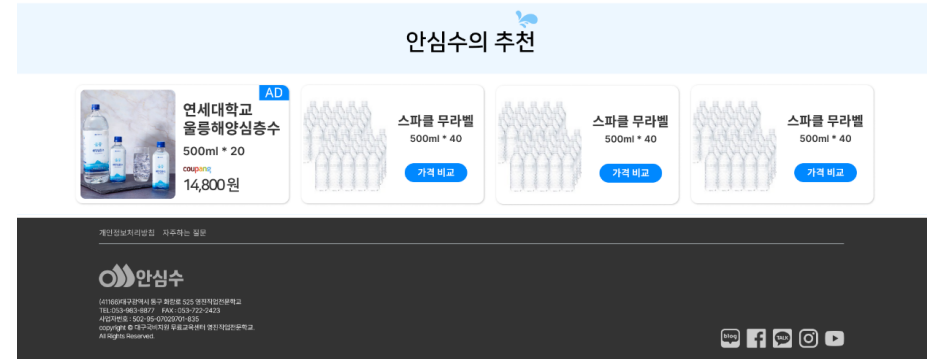 안심수의 추천
AD
연세대학교
울릉해양심층수
500ml * 20
coupang
14,800원
스파클 무라벨
500ml * 40
가격 비교
스파클 무라벨
500ml * 40
가격 비교
스파클 무라벨
500ml * 40
가격 비교
개인정보처리방침 자주하는 질문
안심수
(41186)대구광역시 동구 화랑로 525 영진직업전문학교
TEL:053-983-8877 FAX : 053-722-2423
사업자번호 : 502-95-07029701-835
copyright © 대구국비지원 무료교육센터 영진직업전문학교.
All Rights Reserved.
blog
TALK